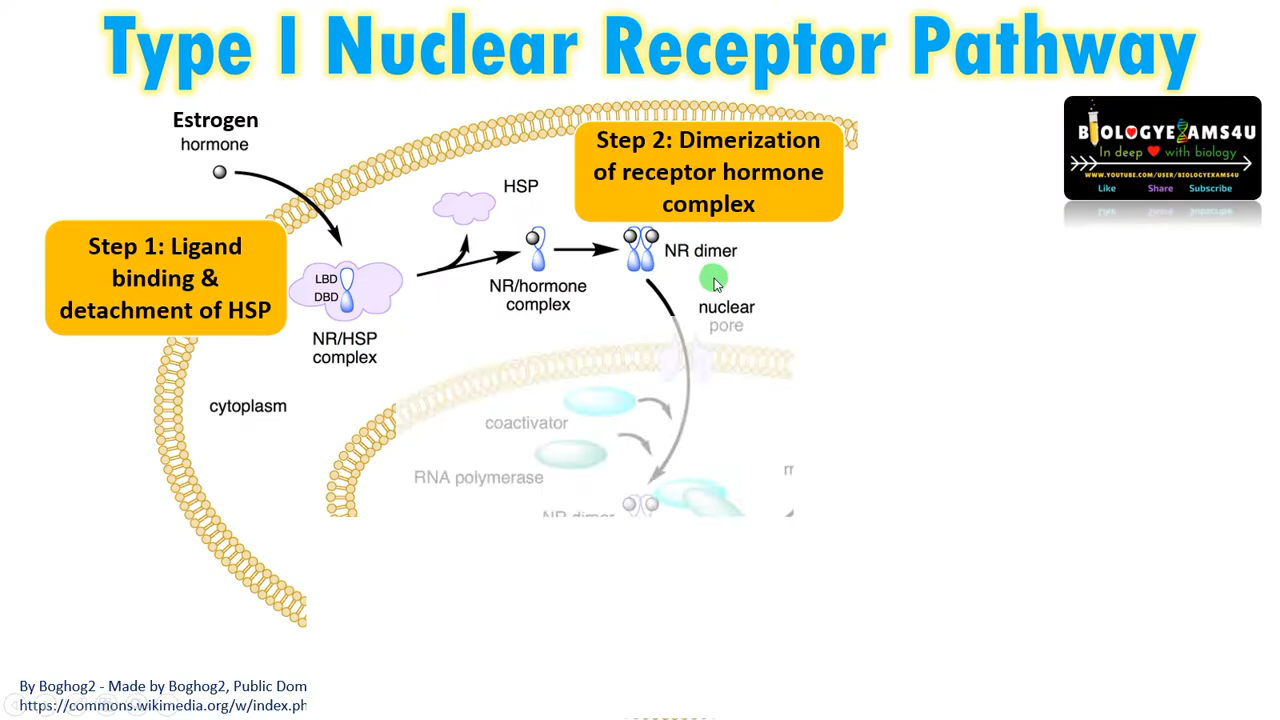 Type I Nuclear Receptor Pathway
Estrogen
hormone
BIOLOGYEXAMS4U
In deep with biology
WWW.YOUTUBE.COM/USER/BIOLOGYEXAMS4U
Like Share Subscribe
Step 2: Dimerization
of receptor hormone
complex
HSP
Step 1: Ligand
binding &
detachment of HSP
LBD
DBD
NR/HSP
complex
NR/hormone
complex
NR dimer
nuclear
pore
cytoplasm
coactivator
RNA polymerase
NR dimer
By Boghog2 - Made by Boghog2, Public Dom
https://commons.wikimedia.org/w/index.ph